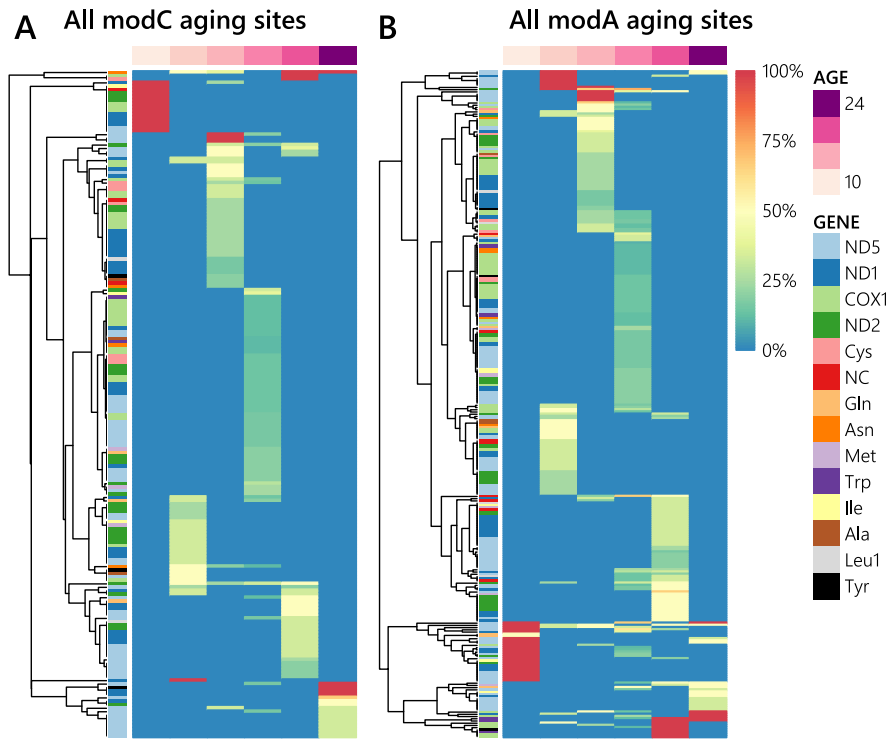 A
All modC aging sites
B
All modA aging sites
100%
75%
50%
25%
0%
AGE
24
10
GENE
ND5
ND1
COX1
ND2
Cys
NC
Gln
Asn
Met
Trp
Ile
Ala
Leu1
Tyr